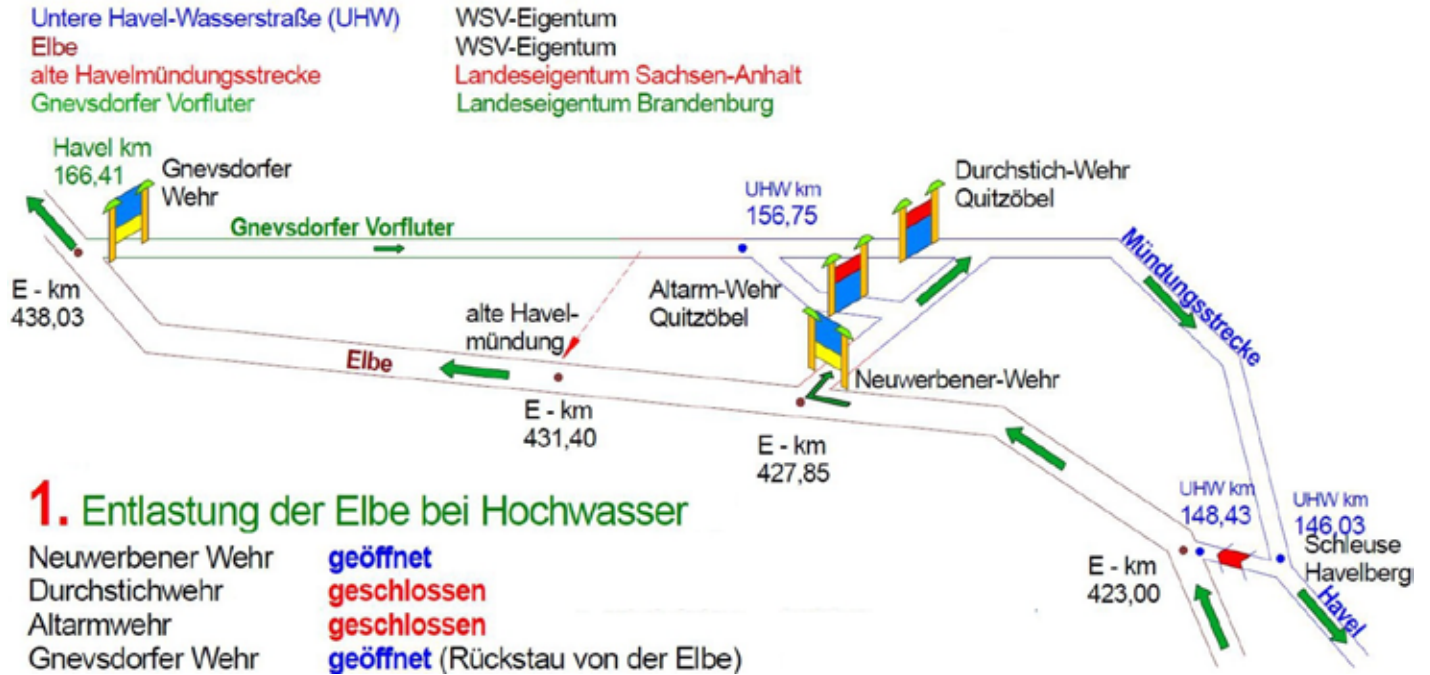 Untere Havel-Wasserstraße (UHW) WSV-Eigentum
Elbe WSV-Eigentum
alte Havelmündungsstrecke Landeseigentum Sachsen-Anhalt
Gnevsdorfer Vorfluter Landeseigentum Brandenburg
Havel km
166,41
Gnevsdorfer
Wehr
Gnevsdorfer Vorfluter
UHW km
156,75
Durchstich-Wehr
Quitzöbel
Mündungsstrecke
E - km
438,03
Altarm-Wehr
Quitzöbel
alte Havel-
mündung
Elbe
Neuwerbener-Wehr
E - km
431,40
E - km
427,85
UHW km
148,43
UHW km
146,03
Schleuse
Havelberg
E - km
423,00
Havel
1. Entlastung der Elbe bei Hochwasser
Neuwerbener Wehr geöffnet
Durchstichwehr geschlossen
Altarmwehr geschlossen
Gnevsdorfer Wehr geöffnet (Rückstau von der Elbe)